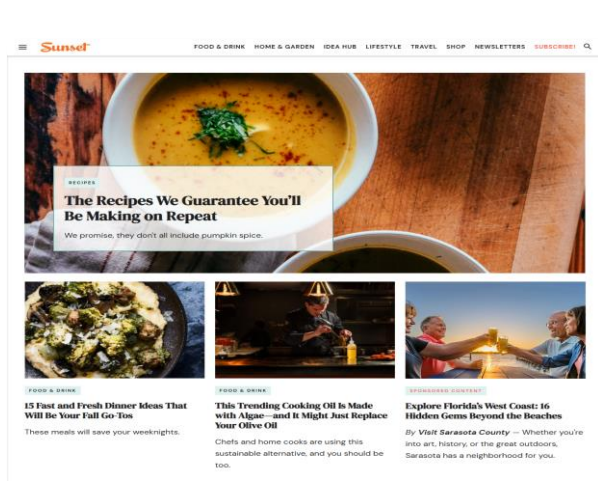 Sunset
FOOD & DRINK HOME & GARDEN IDEA HUB LIFESTYLE TRAVEL SHOP NEWSLETTERS SUBSCRIBE!
RECIPES
The Recipes We Guarantee You'll
Be Making on Repeat
We promise, they don't all include pumpkin spice.
FOOD & DRINK
15 Fast and Fresh Dinner Ideas That
Will Be Your Fall Go-Tos
These meals will save your weeknights.
FOOD & DRINK
This Trending Cooking Oil Is Made
with Algae—and It Might Just Replace
Your Olive Oil
Chefs and home cooks are using this
sustainable alternative, and you should be
too.
SPONSORED CONTENT
Explore Florida's West Coast: 16
Hidden Gems Beyond the Beaches
By Visit Sarasota County — Whether you're
into art, history, or the great outdoors,
Sarasota has a neighborhood for you.